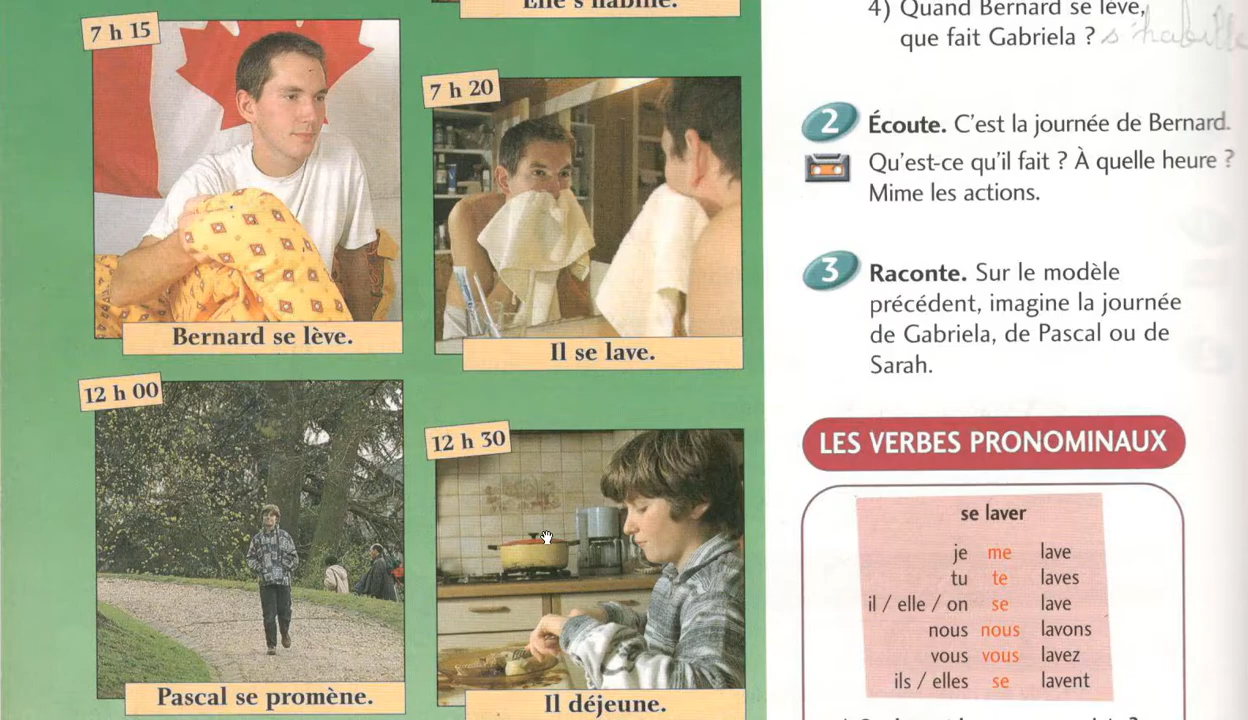 Elle s'habille.
7 h 15
Bernard se lève.
7 h 20
Il se lave.
12 h 00
Pascal se promène.
12 h 30
Il déjeune.
4) Quand Bernard se lève,
que fait Gabriela ? s'habille
2 Écoute. C'est la journée de Bernard.
Qu'est-ce qu'il fait ? À quelle heure ?
Mime les actions.
3 Raconte. Sur le modèle
précédent, imagine la journée
de Gabriela, de Pascal ou de
Sarah.
LES VERBES PRONOMINAUX
se laver
je me lave
tu te laves
il / elle / on se lave
nous nous lavons
vous vous lavez
ils / elles se lavent